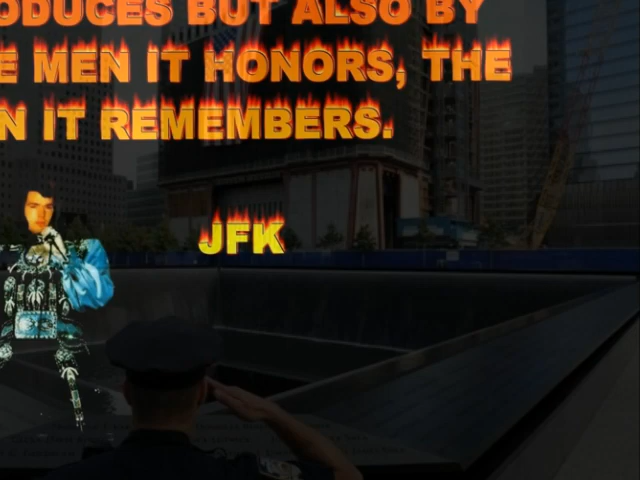 ODUCES BUT ALSO BY
E MEN IT HONORS, THE
N IT REMEMBERS.
JFK